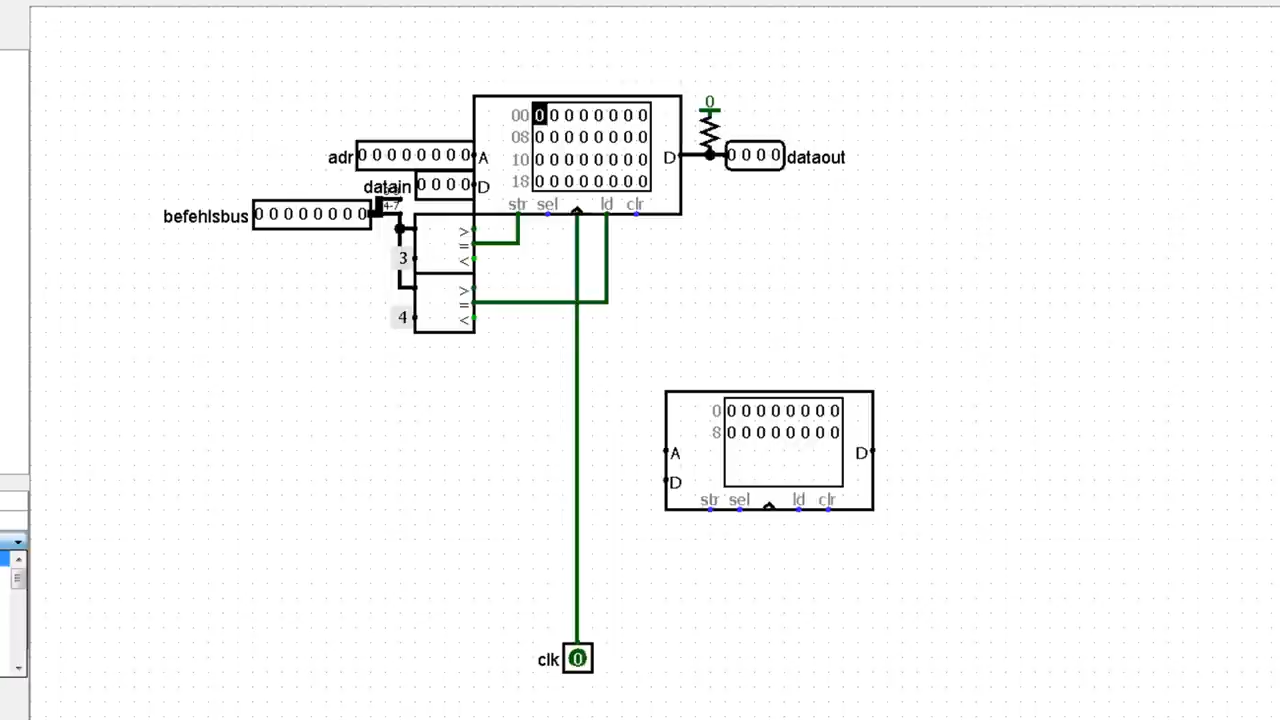 0
00 0 0 0 0 0 0 0 0
08 0 0 0 0 0 0 0 0
adr 0 0 0 0 0 0 0 0 A
10 0 0 0 0 0 0 0 0
D 0 0 0 0 dataout
datain 0 0 0 0 D
18 0 0 0 0 0 0 0 0
4-7
str sel ld clr
befehlsbus 0 0 0 0 0 0 0 0
>
3 =
<
>
4 =
<
0 0 0 0 0 0 0 0 0
8 0 0 0 0 0 0 0 0
A D
D
str sel ld clr
clk 0